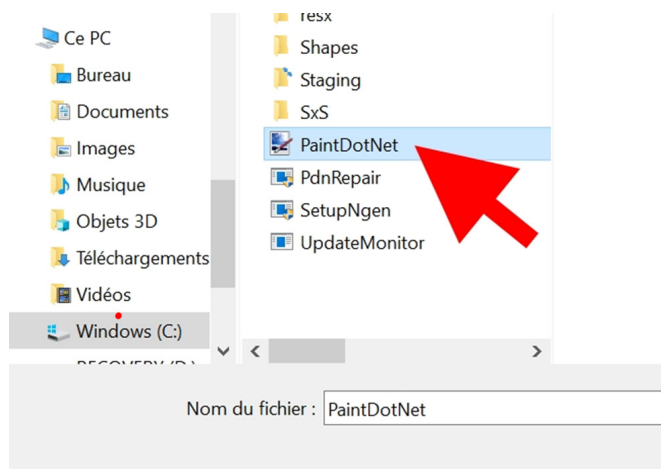 Ce PC
Bureau
Documents
Images
Musique
Objets 3D
Téléchargements
Vidéos
Windows (C:)
RECOVERY (D:)
resx
Shapes
Staging
SxS
PaintDotNet
PdnRepair
SetupNgen
UpdateMonitor
Nom du fichier : PaintDotNet